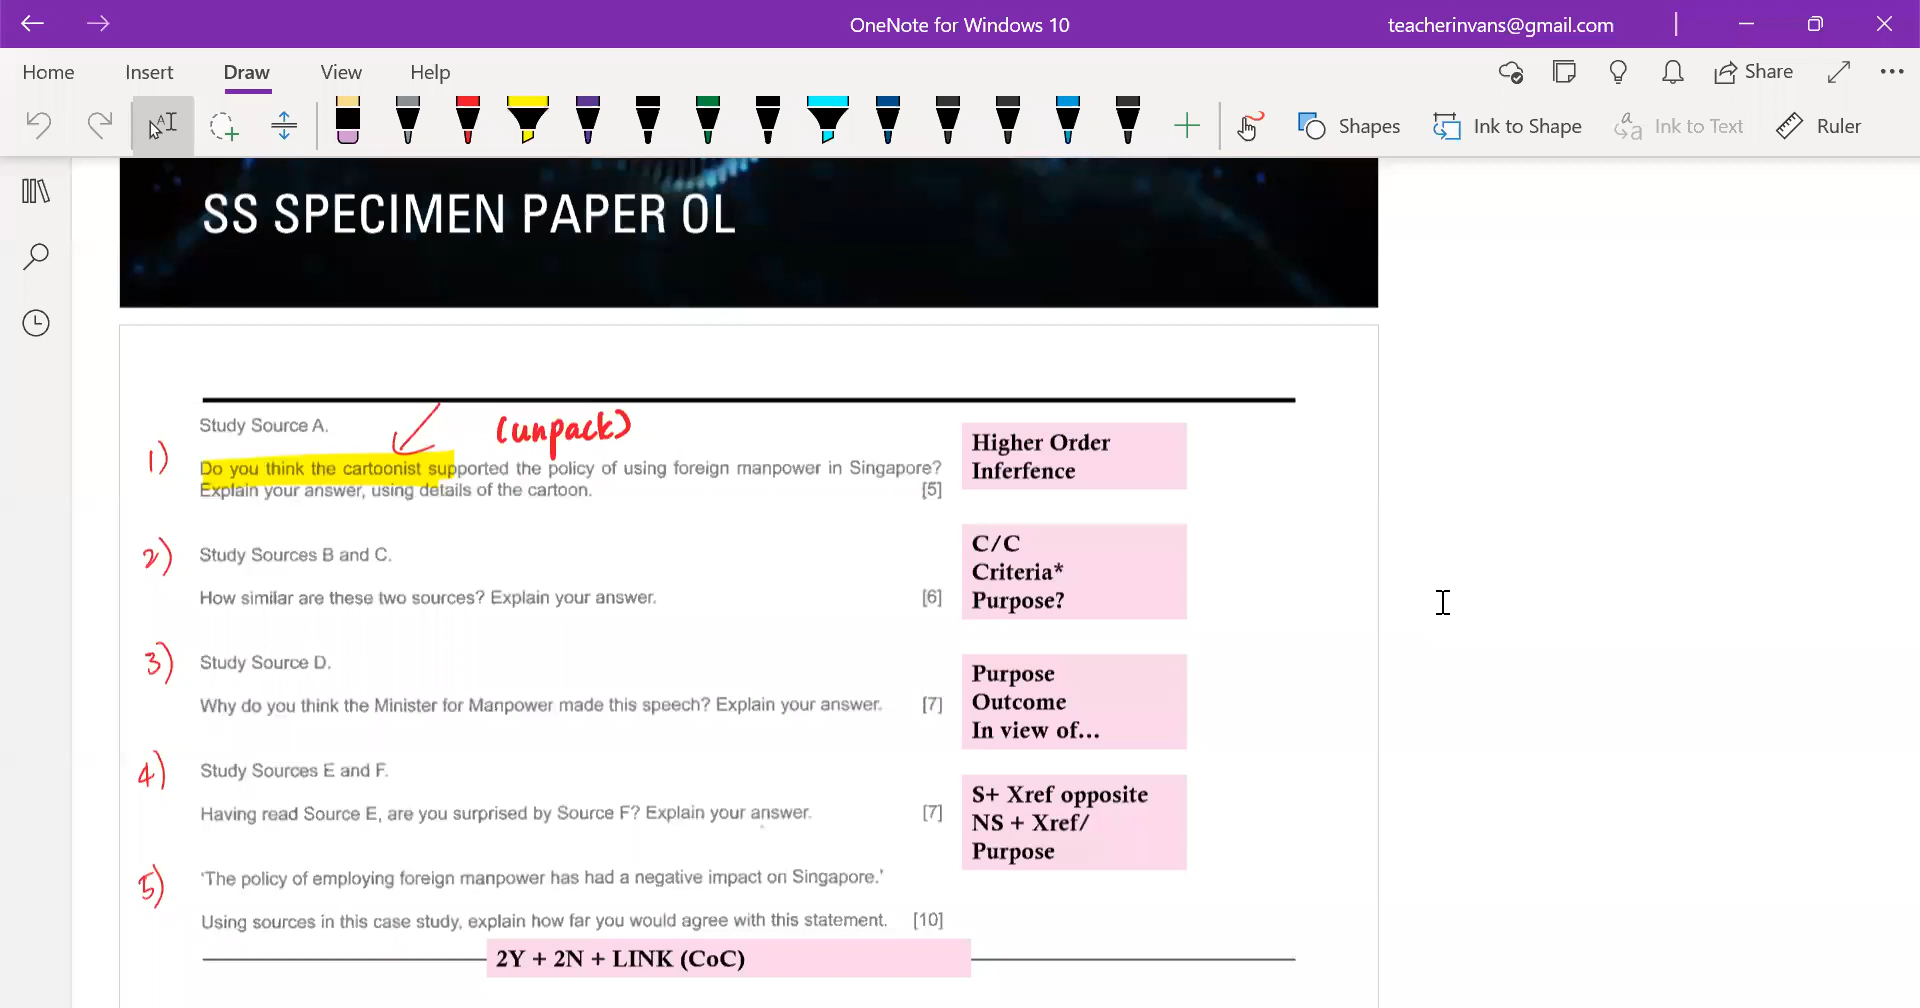 OneNote for Windows 10
teacherinvans@gmail.com
Home Insert Draw View Help
Share
Shapes Ink to Shape Ink to Text Ruler
SS SPECIMEN PAPER OL
Study Source A.
(unpack)
1)
Do you think the cartoonist supported the policy of using foreign manpower in Singapore?
Explain your answer, using details of the cartoon. [5]
Higher Order
Inferfence
2)
Study Sources B and C.
How similar are these two sources? Explain your answer. [6]
C/C
Criteria*
Purpose?
3)
Study Source D.
Why do you think the Minister for Manpower made this speech? Explain your answer. [7]
Purpose
Outcome
In view of...
4)
Study Sources E and F.
Having read Source E, are you surprised by Source F? Explain your answer. [7]
S+ Xref opposite
NS + Xref/
Purpose
5)
'The policy of employing foreign manpower has had a negative impact on Singapore.'
Using sources in this case study, explain how far you would agree with this statement. [10]
2Y + 2N + LINK (CoC)